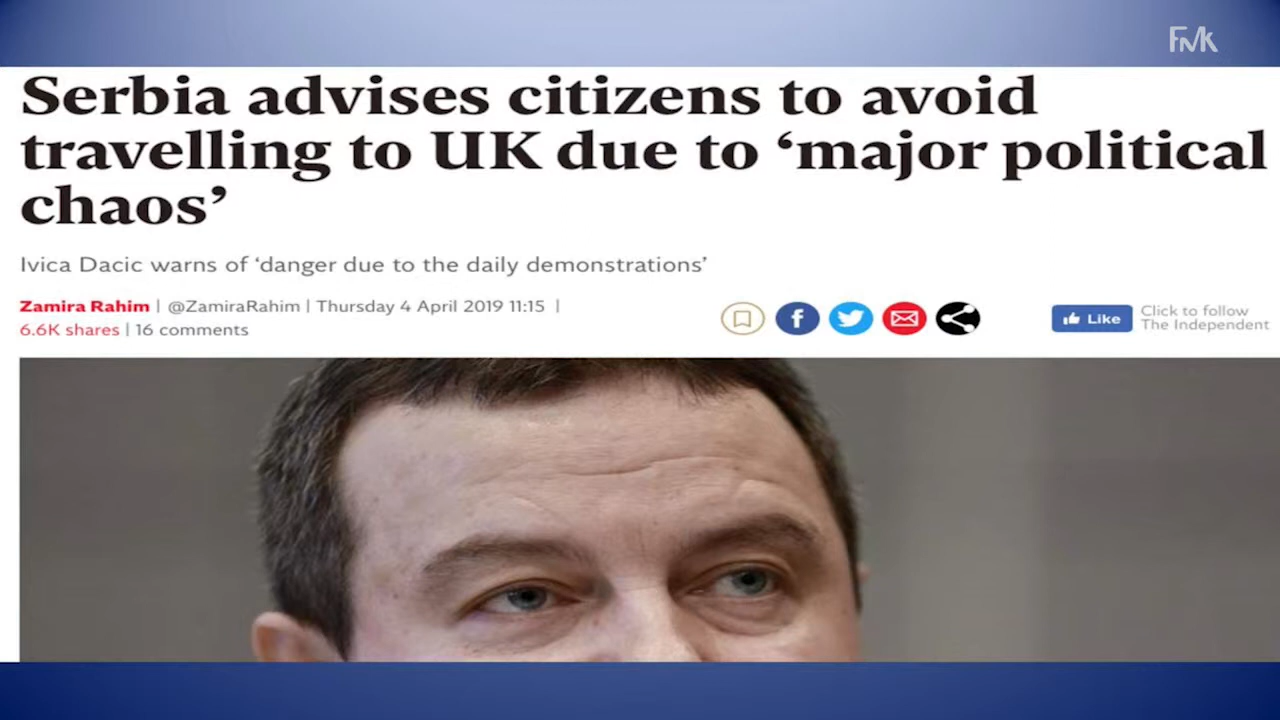 FMK
Serbia advises citizens to avoid
travelling to UK due to ‘major political
chaos’
Ivica Dacic warns of ‘danger due to the daily demonstrations’
Zamira Rahim | @ZamiraRahim | Thursday 4 April 2019 11:15 |
6.6K shares | 16 comments
f
Like
Click to follow
The Independent